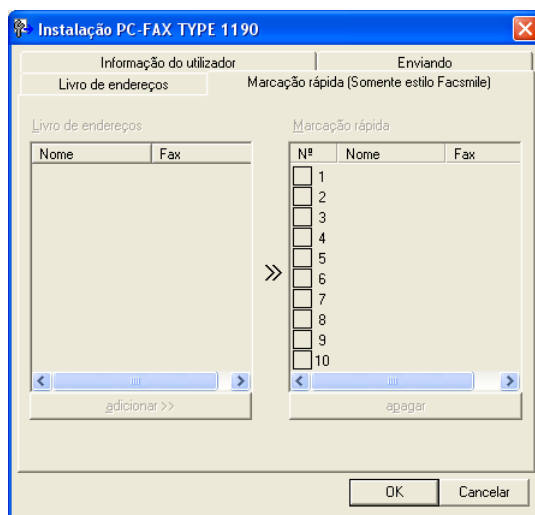 Instalação PC-FAX TYPE 1190
Informação do utilizador
Enviando
Livro de endereços
Marcação rápida (Somente estilo Facsmile)
Livro de endereços
Marcação rápida
Nome Fax
Nº Nome Fax
1
2
3
4
5
6
7
8
9
10
adicionar >>
apagar
OK
Cancelar